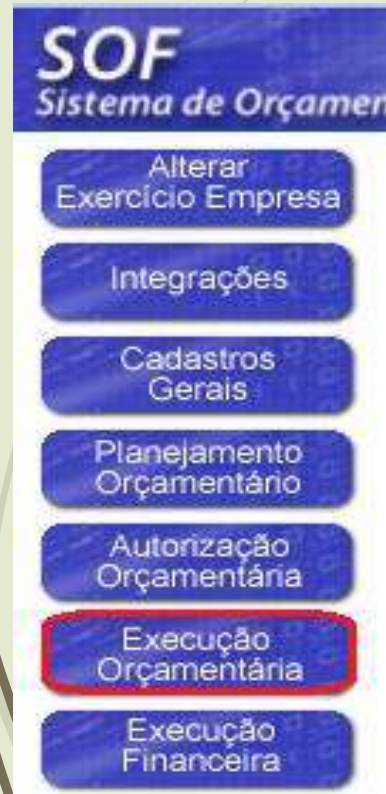 SOF
Sistema de Orçamen
Alterar
Exercício Empresa
Integrações
Cadastros
Gerais
Planejamento
Orçamentário
Autorização
Orçamentária
Execução
Orçamentária
Execução
Financeira